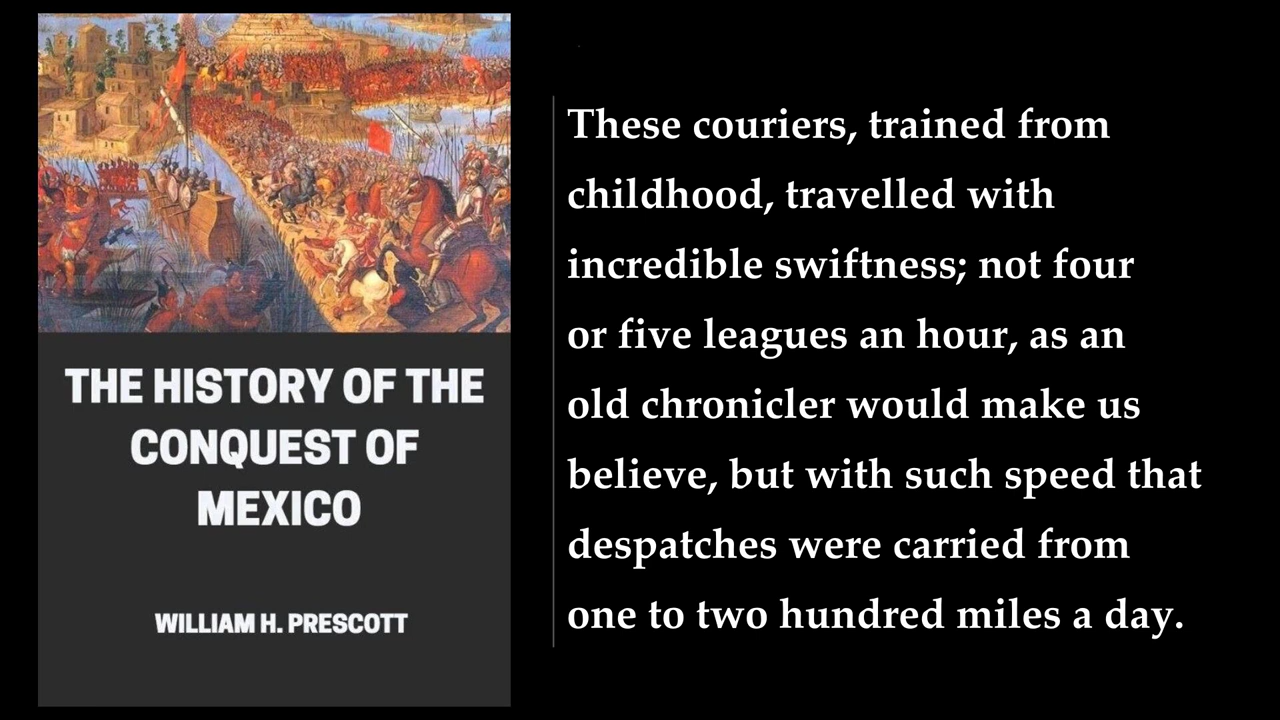 THE HISTORY OF THE
CONQUEST OF
MEXICO
WILLIAM H. PRESCOTT
These couriers, trained from
childhood, travelled with
incredible swiftness; not four
or five leagues an hour, as an
old chronicler would make us
believe, but with such speed that
despatches were carried from
one to two hundred miles a day.